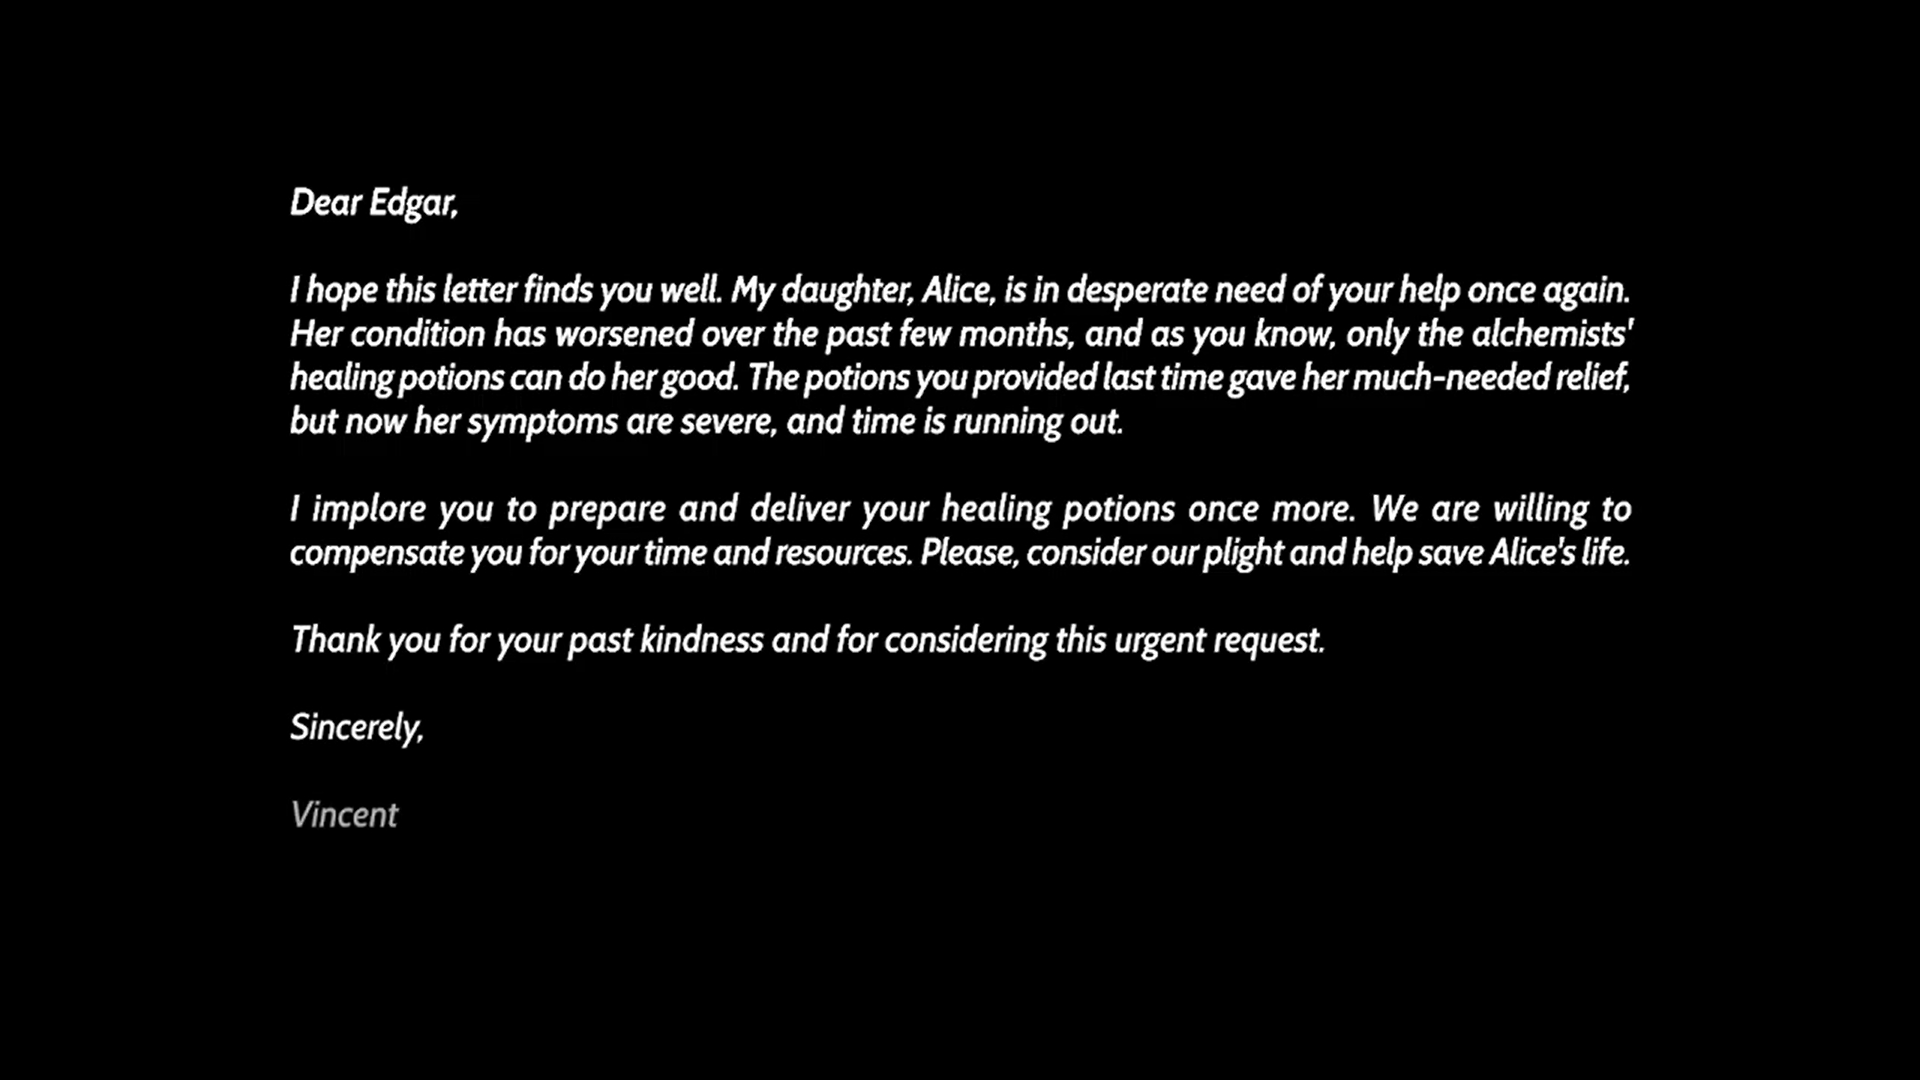 Dear Edgar,
I hope this letter finds you well. My daughter, Alice, is in desperate need of your help once again.
Her condition has worsened over the past few months, and as you know, only the alchemists'
healing potions can do her good. The potions you provided last time gave her much-needed relief,
but now her symptoms are severe, and time is running out.
I implore you to prepare and deliver your healing potions once more. We are willing to
compensate you for your time and resources. Please, consider our plight and help save Alice's life.
Thank you for your past kindness and for considering this urgent request.
Sincerely,
Vincent